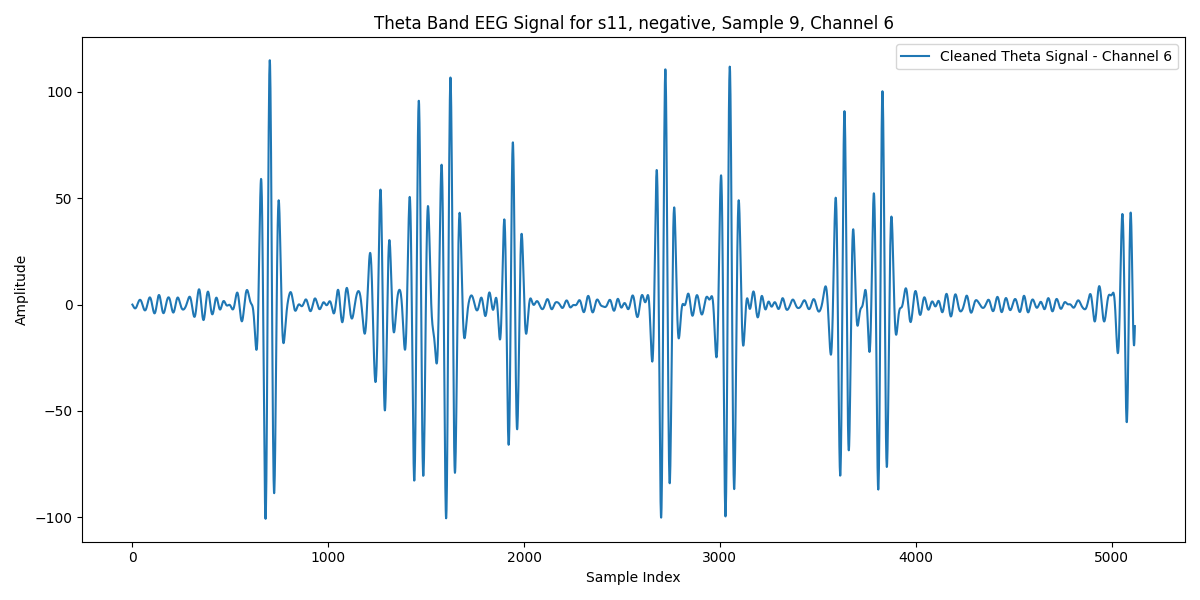 Theta Band EEG Signal for s11, negative, Sample 9, Channel 6
Cleaned Theta Signal - Channel 6
Amplitude
100
50
0
−50
−100
0 1000 2000 3000 4000 5000
Sample Index